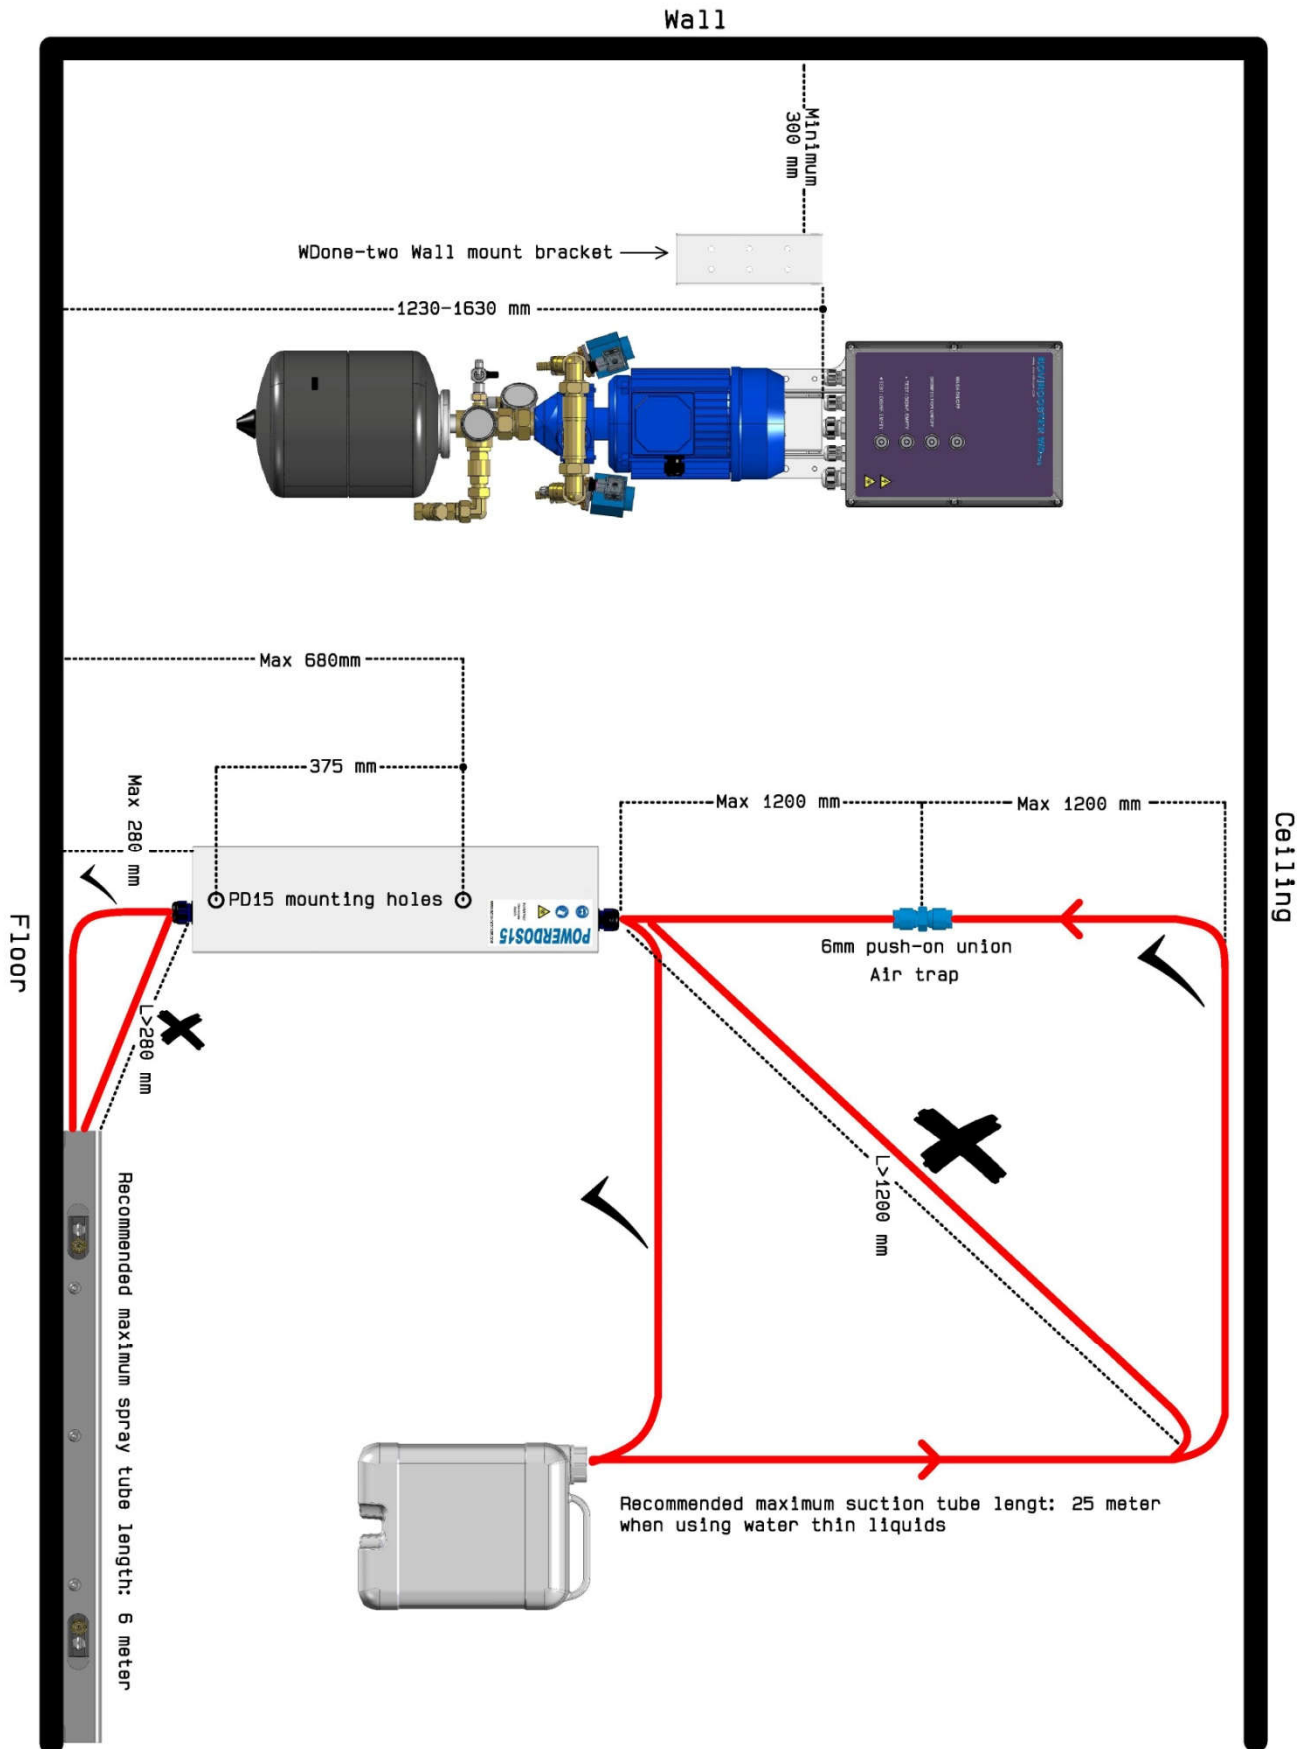 Wall
Minimum
300 mm
WDone-two Wall mount bracket
1230-1630 mm
Max 680mm
375 mm
Max 280 mm
Max 1200 mm
Max 1200 mm
Ceiling
PD15 mounting holes
POWERDOS15
6mm push-on union
Air trap
Floor
L>280 mm
L>1200 mm
Recommended maximum spray tube length: 6 meter
Recommended maximum suction tube lengt: 25 meter
when using water thin liquids